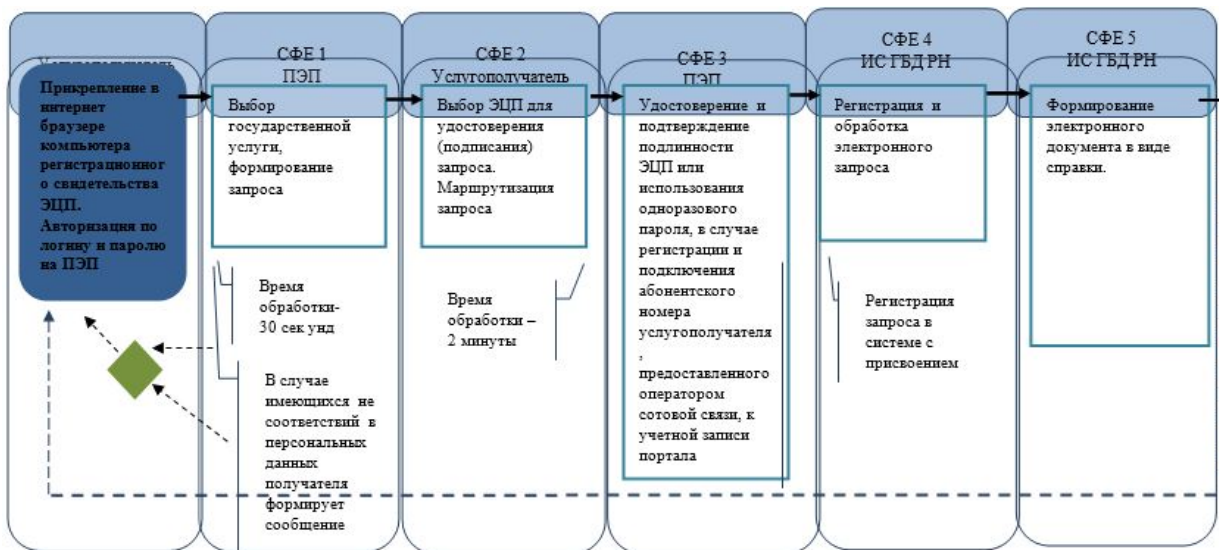 Услугополучатель
Прикрепление в
интернет
браузере
компьютера
регистрационног
о свидетельства
ЭЦП.
Авторизация по
логину и паролю
на ПЭП
СФЕ 1
ПЭП
Выбор
государственной
услуги,
формирование
запроса
Время
обработки-
30 сек унд
В случае
имеющихся не
соответствий в
персональных
данных
получателя
формирует
сообщение
СФЕ 2
Услугополучатель
Выбор ЭЦП для
удостоверения
(подписания)
запроса.
Маршрутизация
запроса
Время
обработки –
2 минуты
СФЕ 3
ПЭП
Удостоверение и
подтверждение
подлинности
ЭЦП или
использования
одноразового
пароля, в случае
регистрации и
подключения
абонентского
номера
услугополучателя
,
предоставленного
оператором
сотовой связи, к
учетной записи
портала
СФЕ 4
ИС ГБД РН
Регистрация и
обработка
электронного
запроса
Регистрация
запроса в
системе с
присвоением
СФЕ 5
ИС ГБД РН
Формирование
электронного
документа в виде
справки.